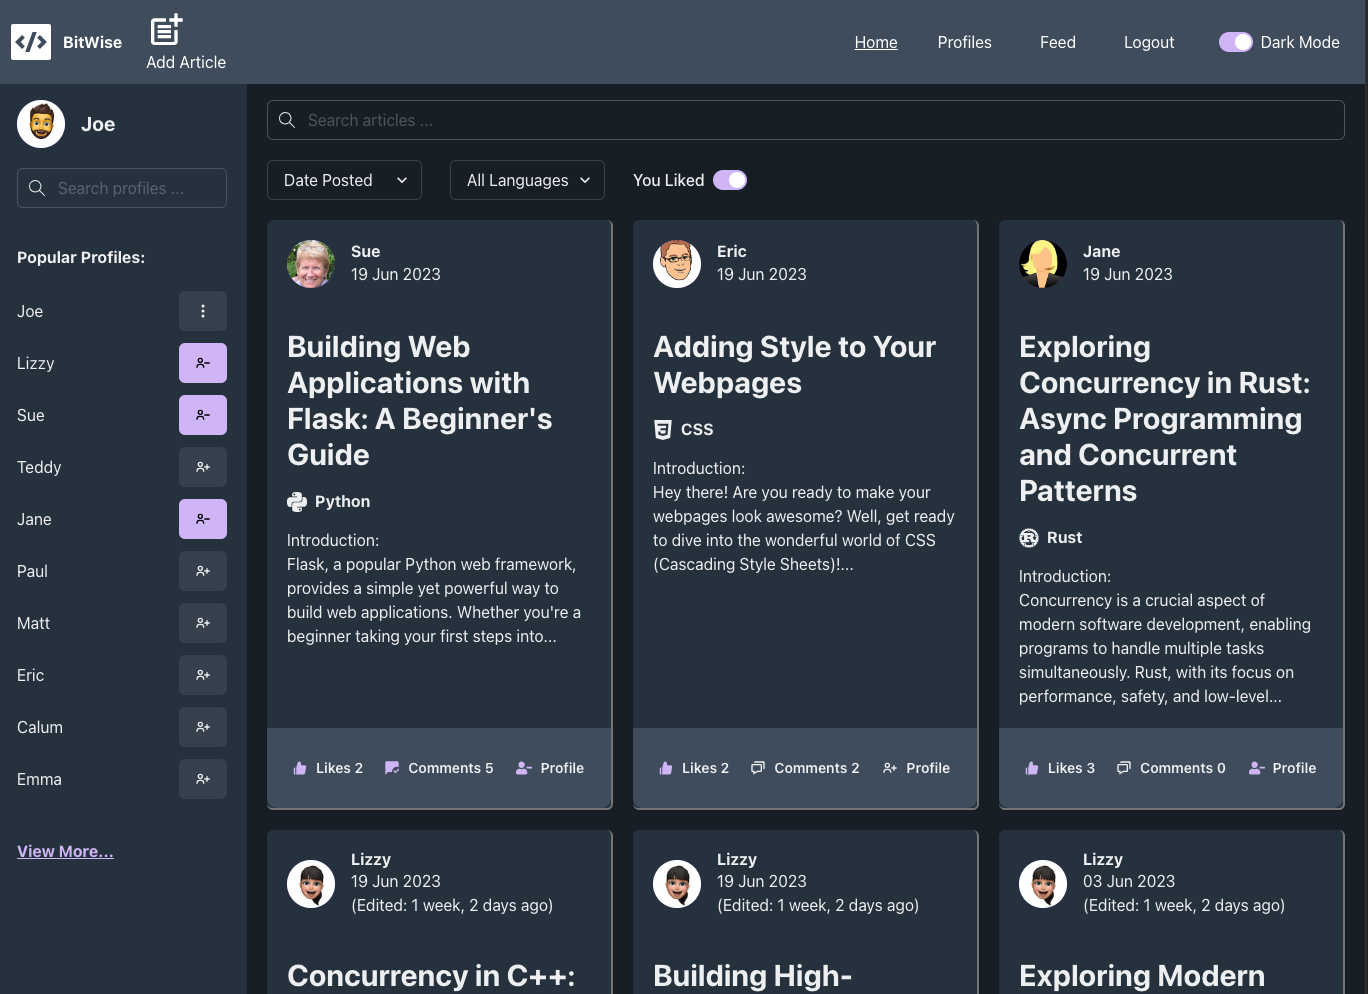 BitWise
Add Article
Home
Profiles
Feed
Logout
Dark Mode
Joe
Search profiles ...
Popular Profiles:
Joe
Lizzy
Sue
Teddy
Jane
Paul
Matt
Eric
Calum
Emma
View More...
Search articles ...
Date Posted
All Languages
You Liked
Sue
19 Jun 2023
Building Web
Applications with
Flask: A Beginner's
Guide
Python
Introduction:
Flask, a popular Python web framework,
provides a simple yet powerful way to
build web applications. Whether you're a
beginner taking your first steps into...
Likes 2
Comments 5
Profile
Eric
19 Jun 2023
Adding Style to Your
Webpages
CSS
Introduction:
Hey there! Are you ready to make your
webpages look awesome? Well, get ready
to dive into the wonderful world of CSS
(Cascading Style Sheets)!...
Likes 2
Comments 2
Profile
Jane
19 Jun 2023
Exploring
Concurrency in Rust:
Async Programming
and Concurrent
Patterns
Rust
Introduction:
Concurrency is a crucial aspect of
modern software development, enabling
programs to handle multiple tasks
simultaneously. Rust, with its focus on
performance, safety, and low-level...
Likes 3
Comments 0
Profile
Lizzy
19 Jun 2023
(Edited: 1 week, 2 days ago)
Concurrency in C++:
Lizzy
19 Jun 2023
(Edited: 1 week, 2 days ago)
Building High-
Lizzy
03 Jun 2023
(Edited: 1 week, 2 days ago)
Exploring Modern